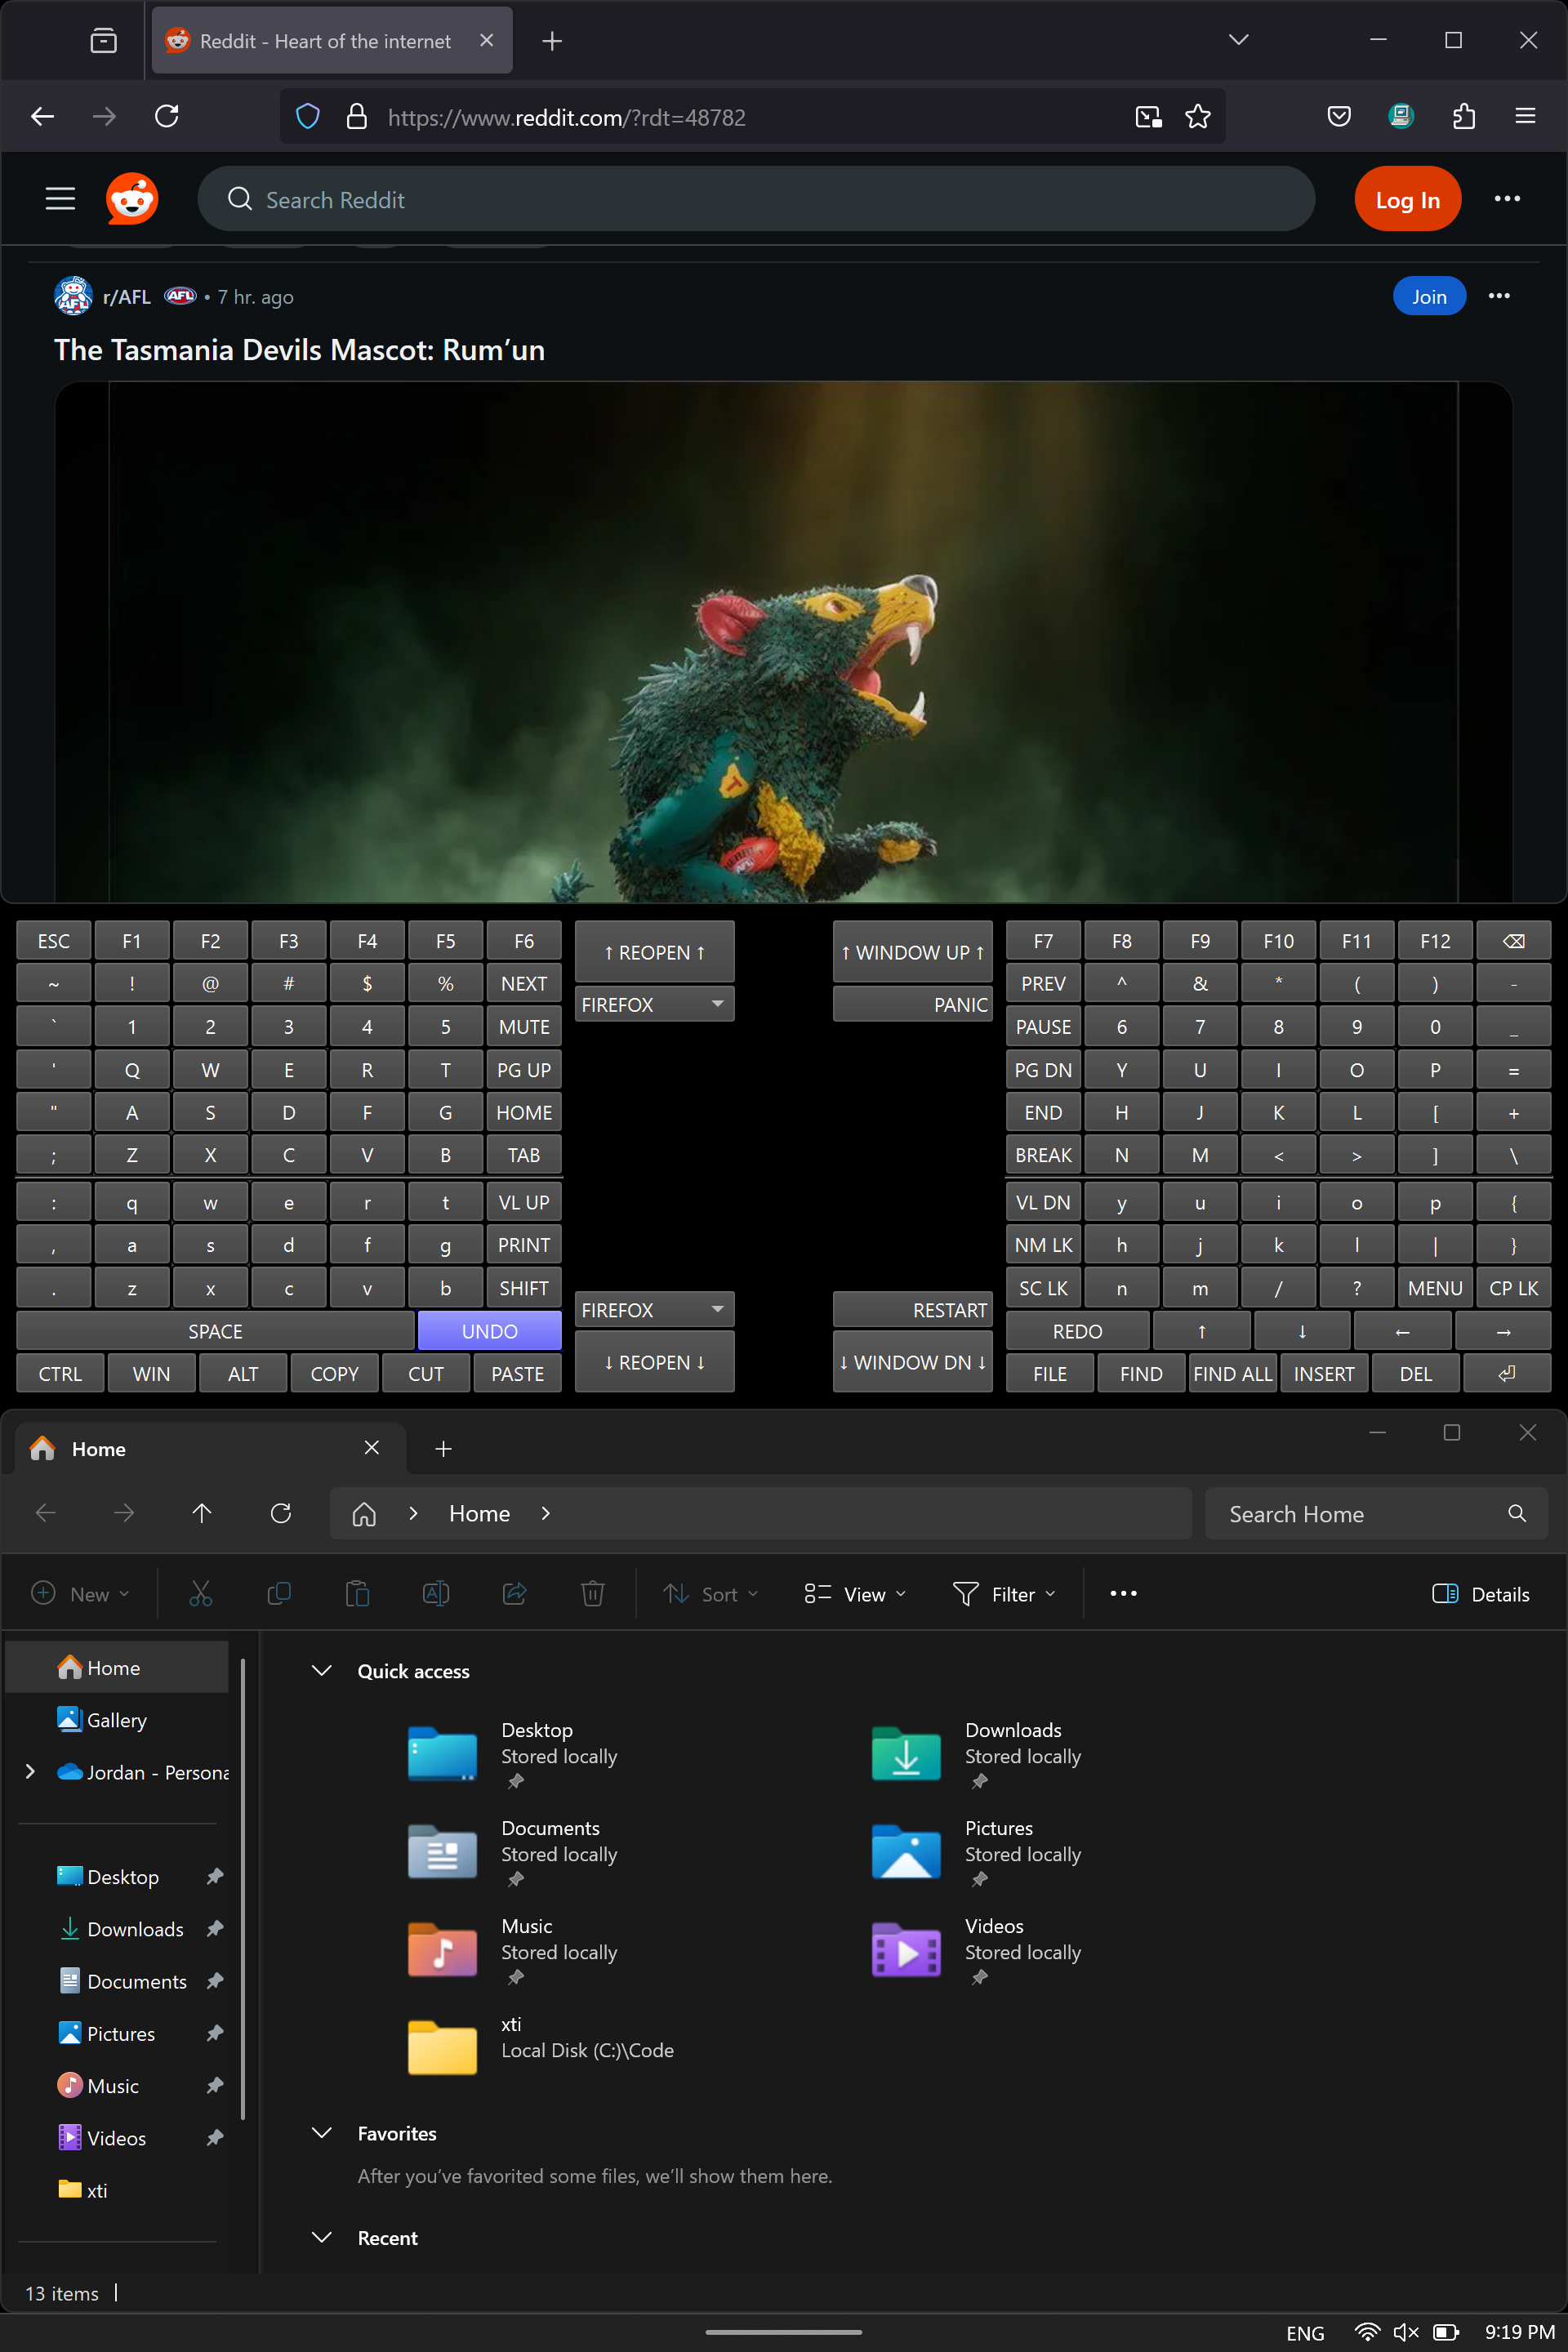 Reddit - Heart of the internet
https://www.reddit.com/?rdt=48782
Search Reddit
Log In
r/AFL AFL • 7 hr. ago
Join
The Tasmania Devils Mascot: Rum’un
ESC F1 F2 F3 F4 F5 F6
~ ! @ # $ % NEXT
` 1 2 3 4 5 MUTE
' Q W E R T PG UP
" A S D F G HOME
; Z X C V B TAB
: q w e r t VL UP
, a s d f g PRINT
. z x c v b SHIFT
SPACE UNDO
CTRL WIN ALT COPY CUT PASTE
↑ REOPEN ↑
FIREFOX
FIREFOX
↓ REOPEN ↓
↑ WINDOW UP ↑
PANIC
RESTART
↓ WINDOW DN ↓
F7 F8 F9 F10 F11 F12 ⌫
PREV ^ & * ( ) -
PAUSE 6 7 8 9 0 _
PG DN Y U I O P =
END H J K L [ +
BREAK N M < > ] \
VL DN y u i o p {
NM LK h j k l | }
SC LK n m / ? MENU CP LK
REDO ↑ ↓ ← →
FILE FIND FIND ALL INSERT DEL ⏎
Home
Home
Search Home
New
Sort
View
Filter
Details
Home
Gallery
Jordan - Persona
Desktop
Downloads
Documents
Pictures
Music
Videos
xti
Quick access
Desktop
Stored locally
Downloads
Stored locally
Documents
Stored locally
Pictures
Stored locally
Music
Stored locally
Videos
Stored locally
xti
Local Disk (C:)\Code
Favorites
After you’ve favorited some files, we’ll show them here.
Recent
13 items
ENG
9:19 PM